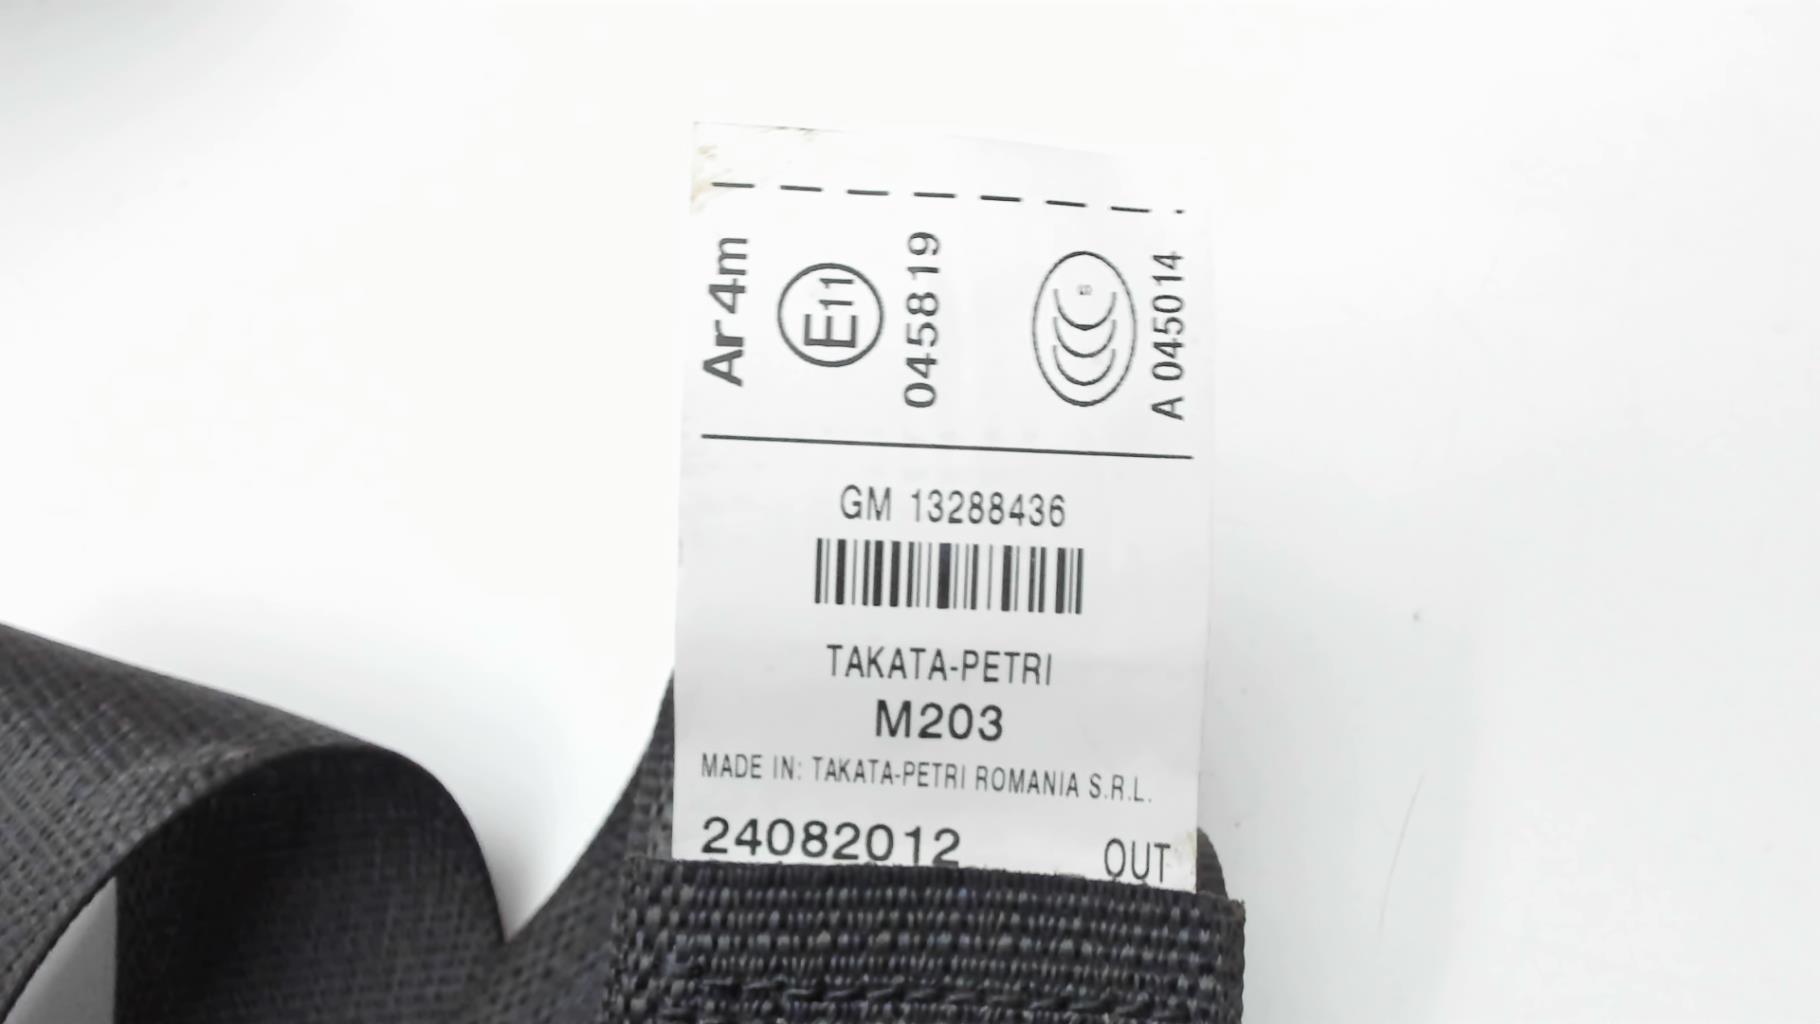 Ar4m
E11
045819
S
A 045014
GM 13288436
TAKATA-PETRI
M203
MADE IN: TAKATA-PETRI ROMANIA S.R.L.
24082012 OUT